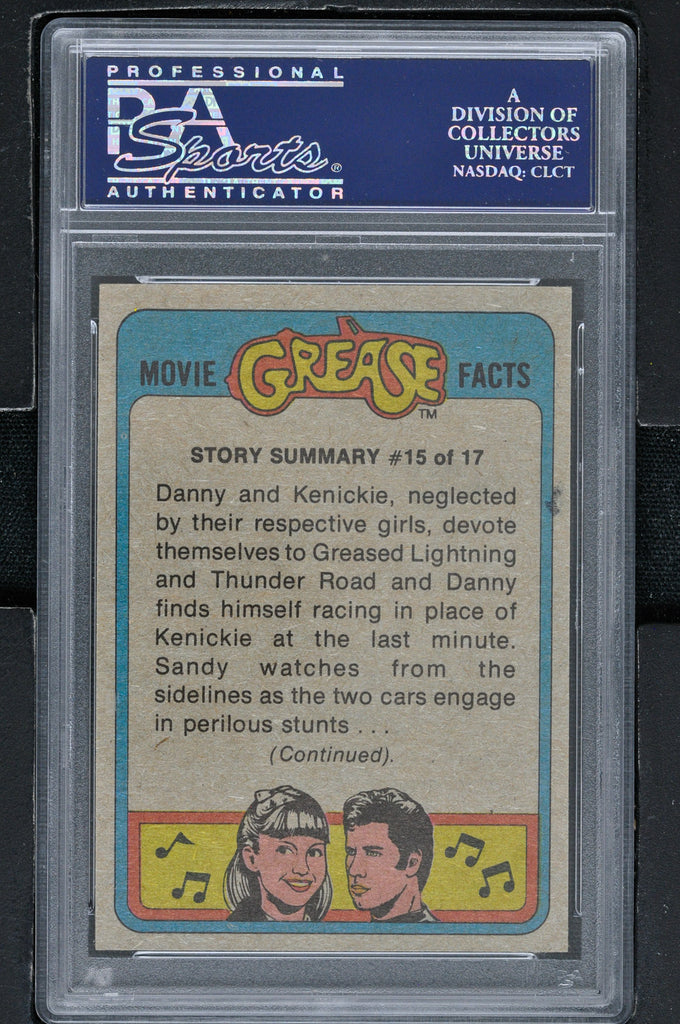 PROFESSIONAL
PSA
Sports®
AUTHENTICATOR
A
DIVISION OF
COLLECTORS
UNIVERSE
NASDAQ: CLCT
MOVIE GREASE FACTS
TM
STORY SUMMARY #15 of 17
Danny and Kenickie, neglected
by their respective girls, devote
themselves to Greased Lightning
and Thunder Road and Danny
finds himself racing in place of
Kenickie at the last minute.
Sandy watches from the
sidelines as the two cars engage
in perilous stunts . . .
(Continued).